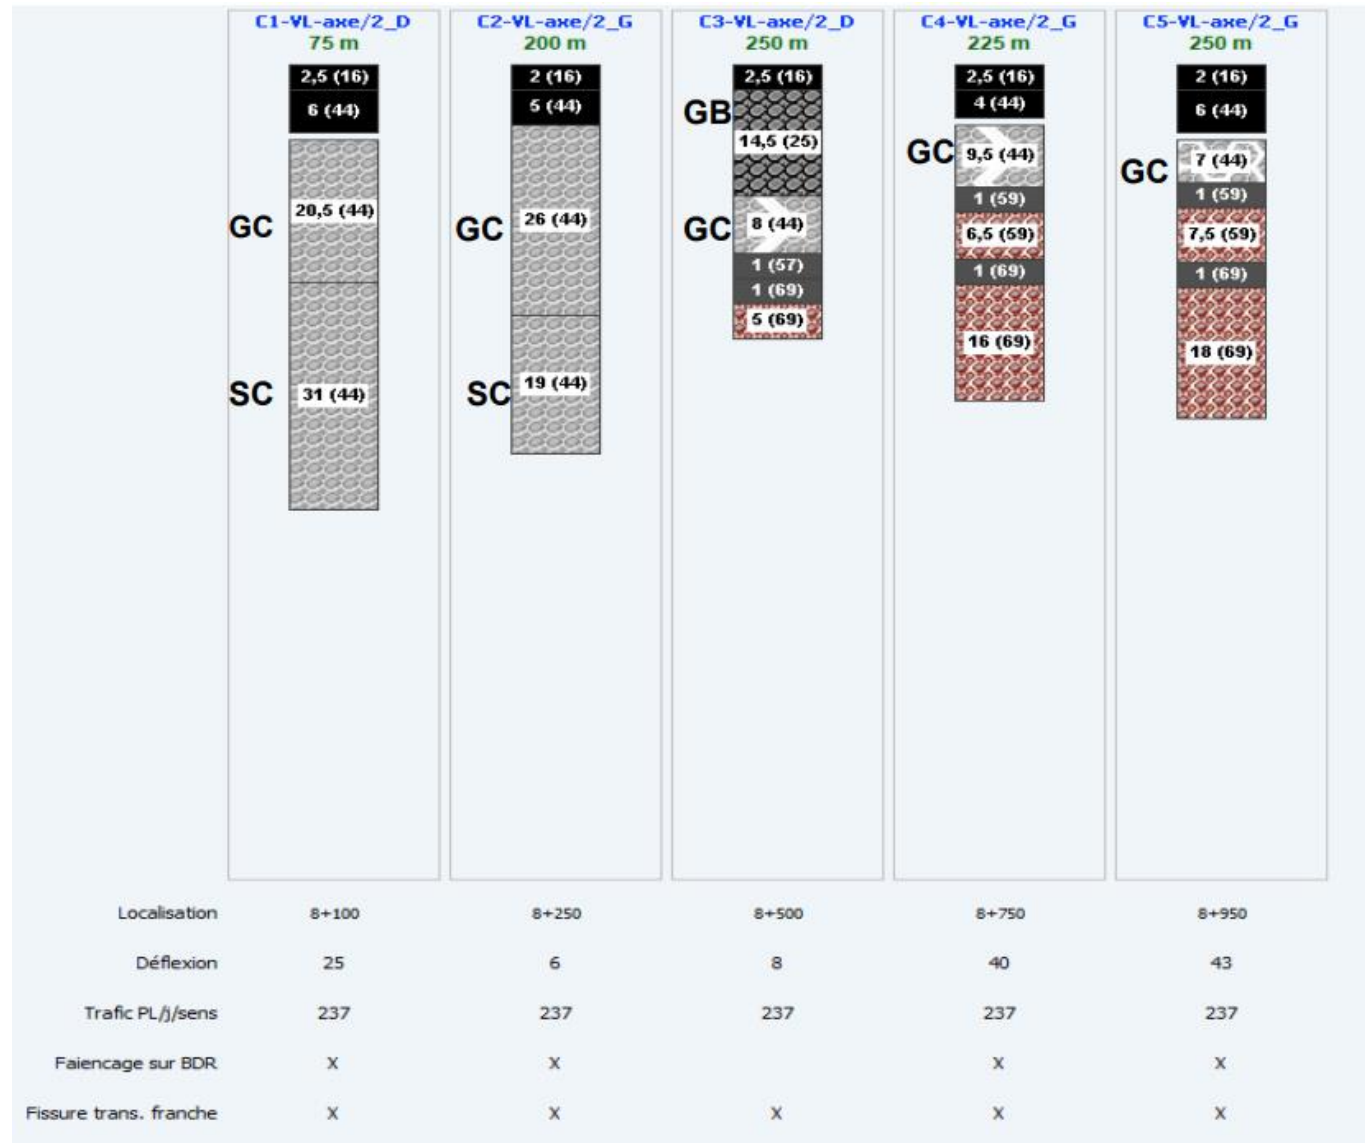 C1-VL-axe/2_D
75 m
2,5 (16)
6 (44)
GC
20,5 (44)
SC
31 (44)
C2-VL-axe/2_G
200 m
2 (16)
5 (44)
GC
26 (44)
SC
19 (44)
C3-VL-axe/2_D
250 m
2,5 (16)
GB
14,5 (25)
GC
8 (44)
1 (57)
1 (69)
5 (69)
C4-VL-axe/2_G
225 m
2,5 (16)
4 (44)
GC
9,5 (44)
1 (59)
6,5 (59)
1 (69)
16 (69)
C5-VL-axe/2_G
250 m
2 (16)
6 (44)
GC
7 (44)
1 (59)
7,5 (59)
1 (69)
18 (69)
Localisation 8+100 8+250 8+500 8+750 8+950
Déflexion 25 6 8 40 43
Trafic PL/j/sens 237 237 237 237 237
Faiencage sur BDR X X X X
Fissure trans. franche X X X X X